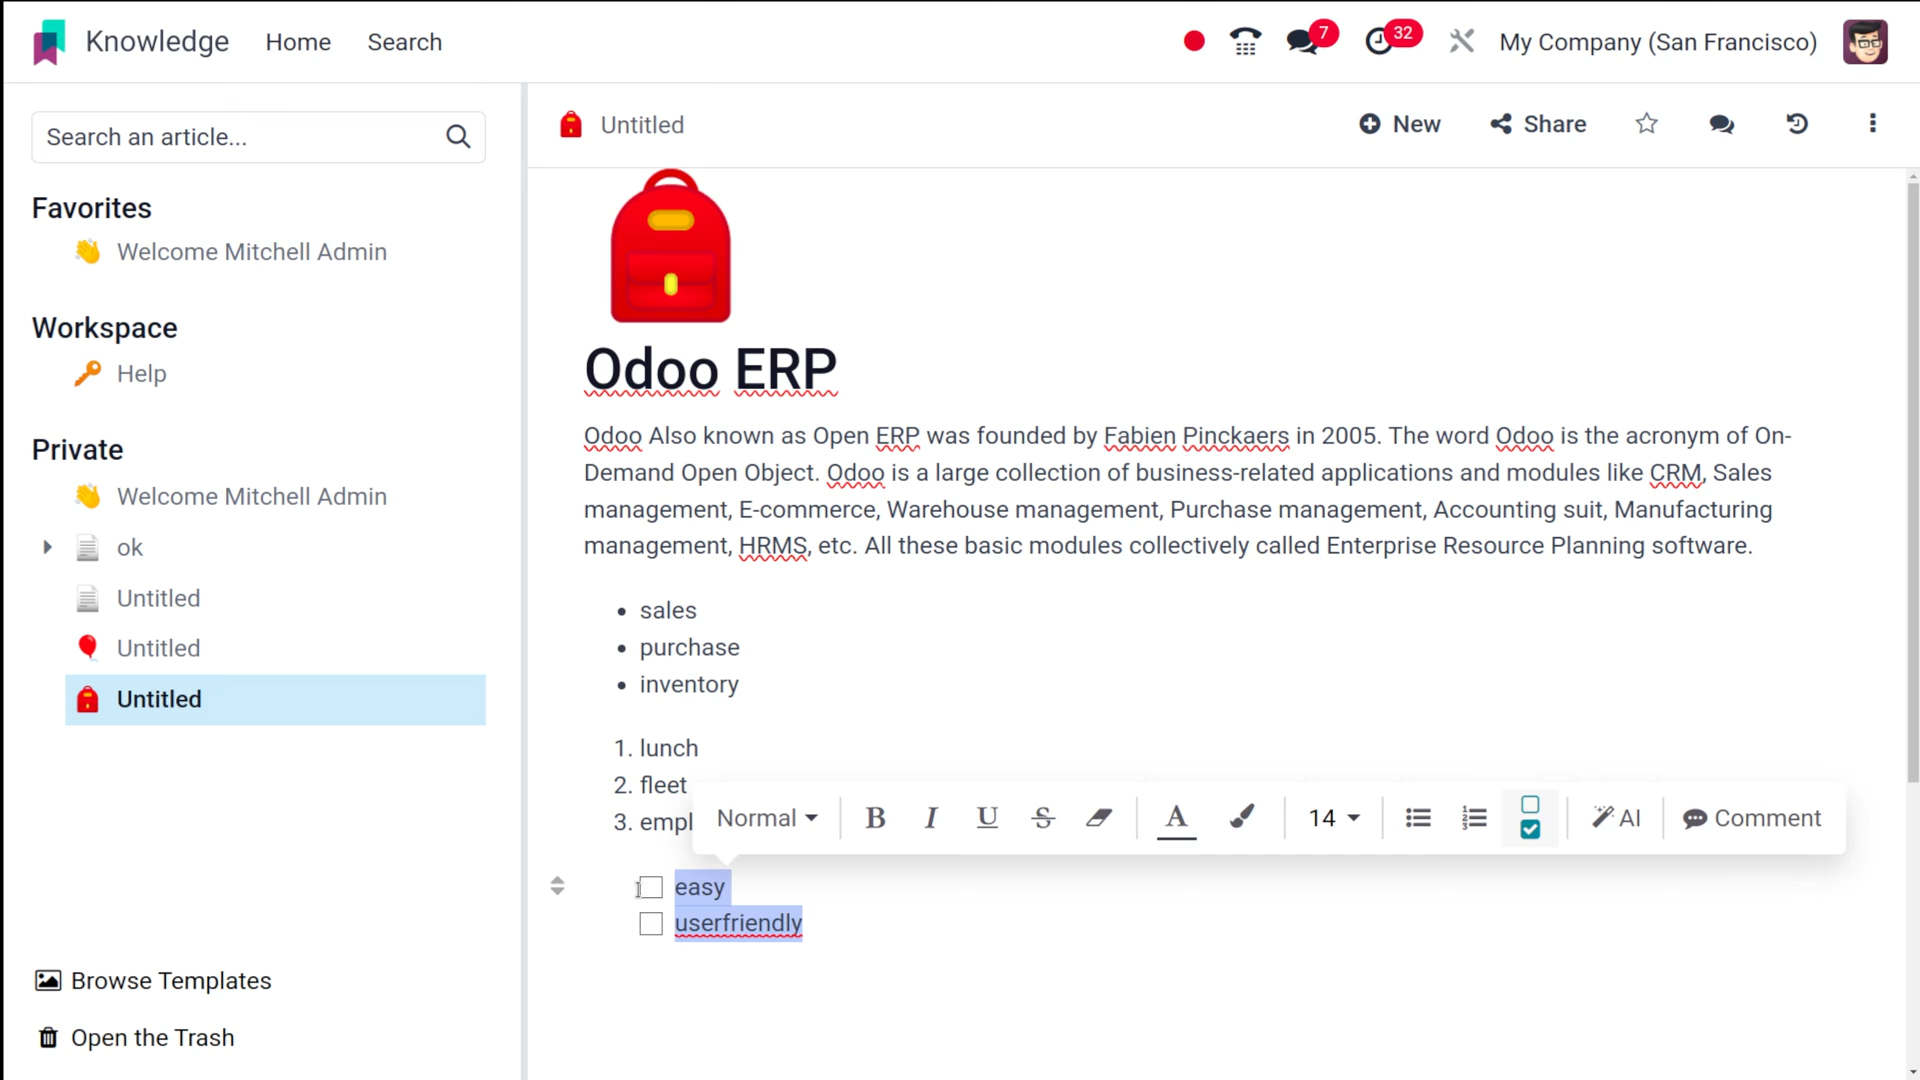 Knowledge Home Search 7 32 My Company (San Francisco)
Search an article...
Favorites
Welcome Mitchell Admin
Workspace
Help
Private
Welcome Mitchell Admin
ok
Untitled
Untitled
Untitled
Browse Templates
Open the Trash
Untitled New Share
Odoo ERP
Odoo Also known as Open ERP was founded by Fabien Pinckaers in 2005. The word Odoo is the acronym of On-
Demand Open Object. Odoo is a large collection of business-related applications and modules like CRM, Sales
management, E-commerce, Warehouse management, Purchase management, Accounting suit, Manufacturing
management, HRMS, etc. All these basic modules collectively called Enterprise Resource Planning software.
• sales
• purchase
• inventory
1. lunch
2. fleet
3. empl
Normal B I U S A 14 AI Comment
easy
userfriendly